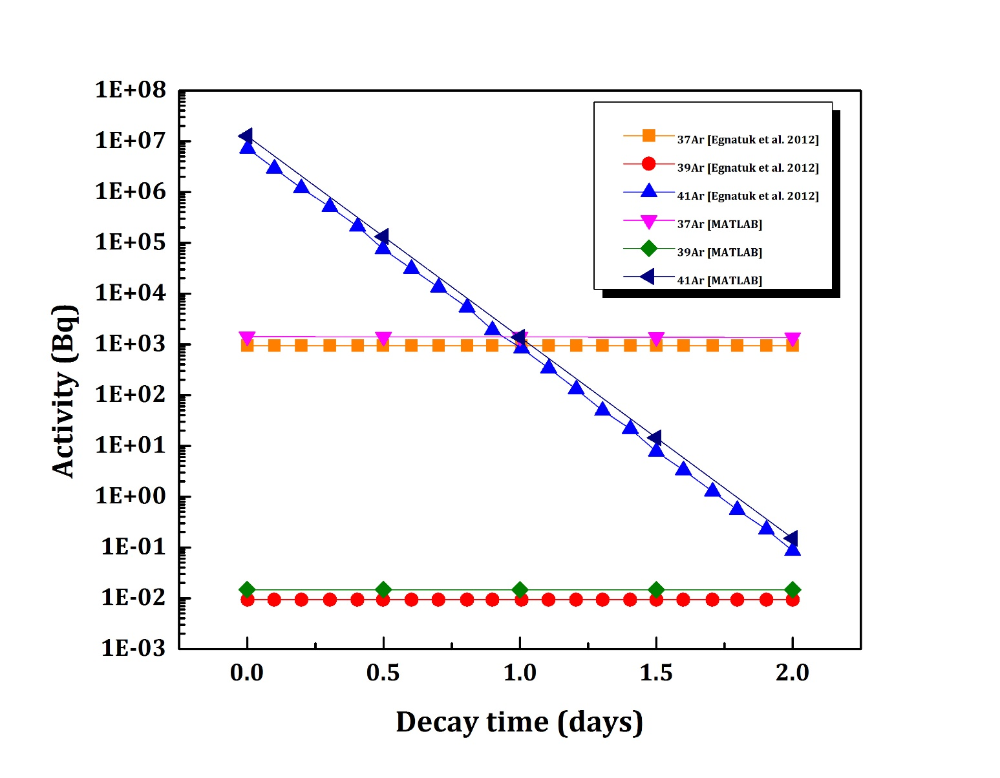 1E+08
1E+07
1E+06
1E+05
1E+04
1E+03
1E+02
1E+01
1E+00
1E-01
1E-02
1E-03
Activity (Bq)
37Ar [Egnatuk et al. 2012]
39Ar [Egnatuk et al. 2012]
41Ar [Egnatuk et al. 2012]
37Ar [MATLAB]
39Ar [MATLAB]
41Ar [MATLAB]
0.0 0.5 1.0 1.5 2.0
Decay time (days)